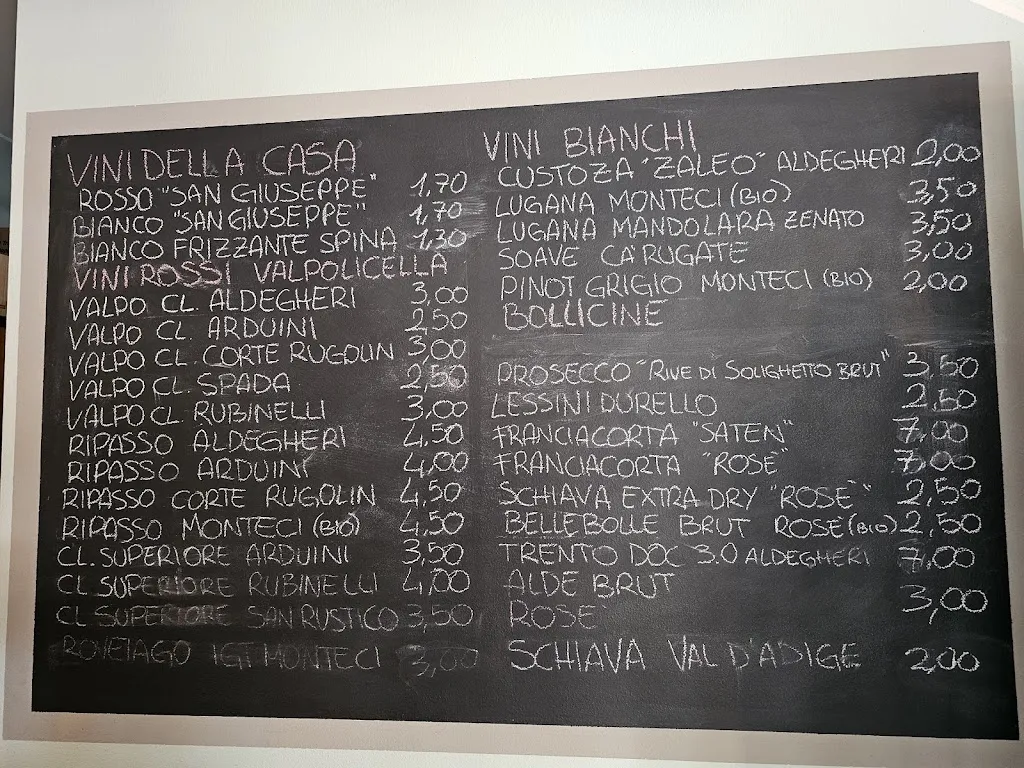 VINI DELLA CASA
ROSSO "SAN GIUSEPPE" 1,70
BIANCO "SAN GIUSEPPE" 1,70
BIANCO FRIZZANTE SPINA 1,30
VINI ROSSI VALPOLICELLA
VALPO CL. ALDEGHERI 3,00
VALPO CL. ARDUINI 2,50
VALPO CL. CORTE RUGOLIN 3,00
VALPO CL. SPADA 2,50
VALPO CL. RUBINELLI 3,00
RIPASSO ALDEGHERI 4,50
RIPASSO ARDUINI 4,00
RIPASSO CORTE RUGOLIN 4,50
RIPASSO MONTECI (BIO) 4,50
CL. SUPERIORE ARDUINI 3,50
CL SUPERIORE RUBINELLI 4,00
CL SUPERIORE SAN RUSTICO 3,50
IGT MONTECI 3,00
VINI BIANCHI
CUSTOZA "ZALEO" ALDEGHERI 2,00
LUGANA MONTECI (BIO) 3,50
LUGANA MANDOLARA ZENATO 3,50
SOAVE CA'RUGATE 3,00
PINOT GRIGIO MONTECI (BIO) 2,00
BOLLICINE
PROSECCO "RIVE DI SOLIGHETTO BRUT" 3,50
LESSINI DURELLO 2,50
FRANCIACORTA "SATEN" 7,00
FRANCIACORTA "ROSÈ" 7,00
SCHIAVA EXTRA DRY "ROSÈ" 2,50
BELLEBOLLE BRUT ROSÈ (BIO) 2,50
TRENTO DOC 3.0 ALDEGHERI 7,00
ALDE BRUT
ROSÈ 3,00
SCHIAVA VAL D'ADIGE 2,00